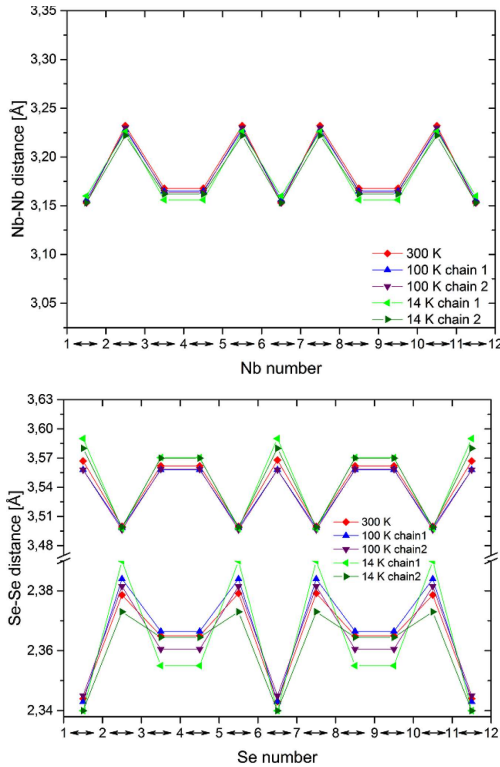 3,35
3,30
3,25
3,20
3,15
3,10
3,05
Nb-Nb distance [Å]
300 K
100 K chain 1
100 K chain 2
14 K chain 1
14 K chain 2
1 2 3 4 5 6 7 8 9 10 11 12
Nb number
3,63
3,60
3,57
3,54
3,51
3,48
2,38
2,36
2,34
Se-Se distance [Å]
300 K
100 K chain1
100 K chain2
14 K chain1
14 K chain2
1 2 3 4 5 6 7 8 9 10 11 12
Se number